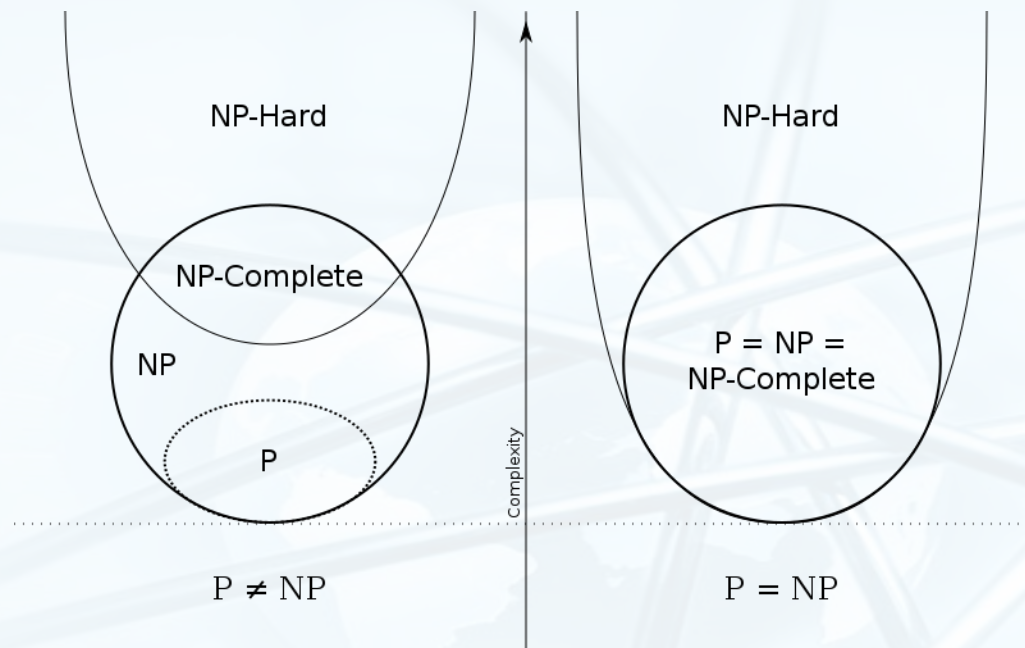 NP-Hard
NP-Complete
NP
P
P ≠ NP
Complexity
NP-Hard
P = NP =
NP-Complete
P = NP